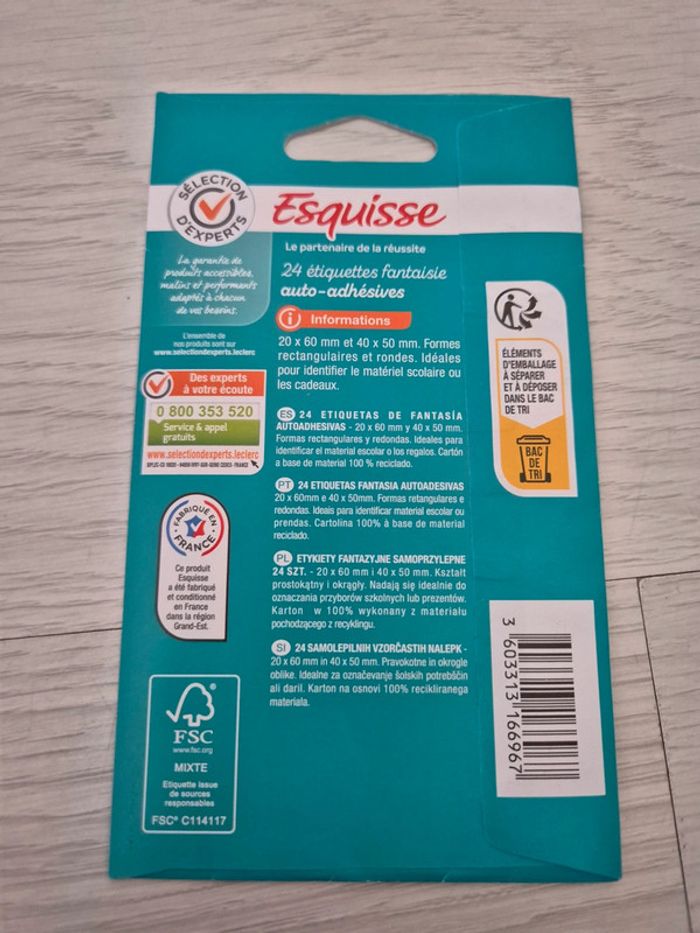 SÉLECTION
D'EXPERTS
Esquisse
Le partenaire de la réussite
La garantie de
produits accessibles,
malins et performants
adaptés à chacun
de vos besoins.
L'ensemble de
nos produits sont sur
www.selectiondexperts.leclerc
Des experts
à votre écoute
0 800 353 520
Service & appel
gratuits
www.selectiondexperts.leclerc
FABRIQUÉ EN
FRANCE
Ce produit
Esquisse
a été fabriqué
et conditionné
en France
dans la région
Grand-Est.
FSC
www.fsc.org
MIXTE
Etiquette issue
de sources
responsables
FSC® C114117
24 étiquettes fantaisie
auto-adhésives
i Informations
20 x 60 mm et 40 x 50 mm. Formes
rectangulaires et rondes. Idéales
pour identifier le matériel scolaire ou
les cadeaux.
ES 24 ETIQUETAS DE FANTASÍA
AUTOADHESIVAS - 20 x 60 mm y 40 x 50 mm.
Formas rectangulares y redondas. Ideales para
identificar el material escolar o los regalos. Cartón
a base de material 100 % reciclado.
PT 24 ETIQUETAS FANTASIA AUTOADESIVAS
20 x 60mm e 40 x 50mm. Formas retangulares e
redondas. Ideais para identificar material escolar ou
prendas. Cartolina 100% à base de material
reciclado.
PL ETYKIETY FANTAZYJNE SAMOPRZYLEPNE
24 SZT. - 20 x 60 mm i 40 x 50 mm. Kształt
prostokątny i okrągły. Nadają się idealnie do
oznaczania przyborów szkolnych lub prezentów.
Karton w 100% wykonany z materiału
pochodzącego z recyklingu.
SI 24 SAMOLEPILNIH VZORČASTIH NALEPK -
20 x 60 mm in 40 x 50 mm. Pravokotne in okrogle
oblike. Idealne za označevanje šolskih potrebščin
ali daril. Karton na osnovi 100% recikliranega
materiala.
ÉLÉMENTS
D'EMBALLAGE
À SÉPARER
ET À DÉPOSER
DANS LE BAC
DE TRI
BAC
DE
TRI
3 603313 166967